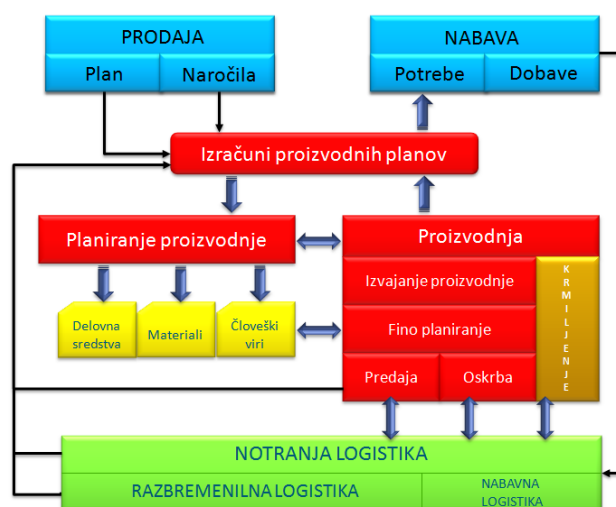 PRODAJA
Plan
Naročila
NABAVA
Potrebe
Dobave
Izračuni proizvodnih planov
Planiranje proizvodnje
Proizvodnja
Izvajanje proizvodnje
Fino planiranje
Predaja
Oskrba
KRMILJENJE
Delovna
sredstva
Materiali
Človeški
viri
NOTRANJA LOGISTIKA
RAZBREMENILNA LOGISTIKA
NABAVNA
LOGISTIKA